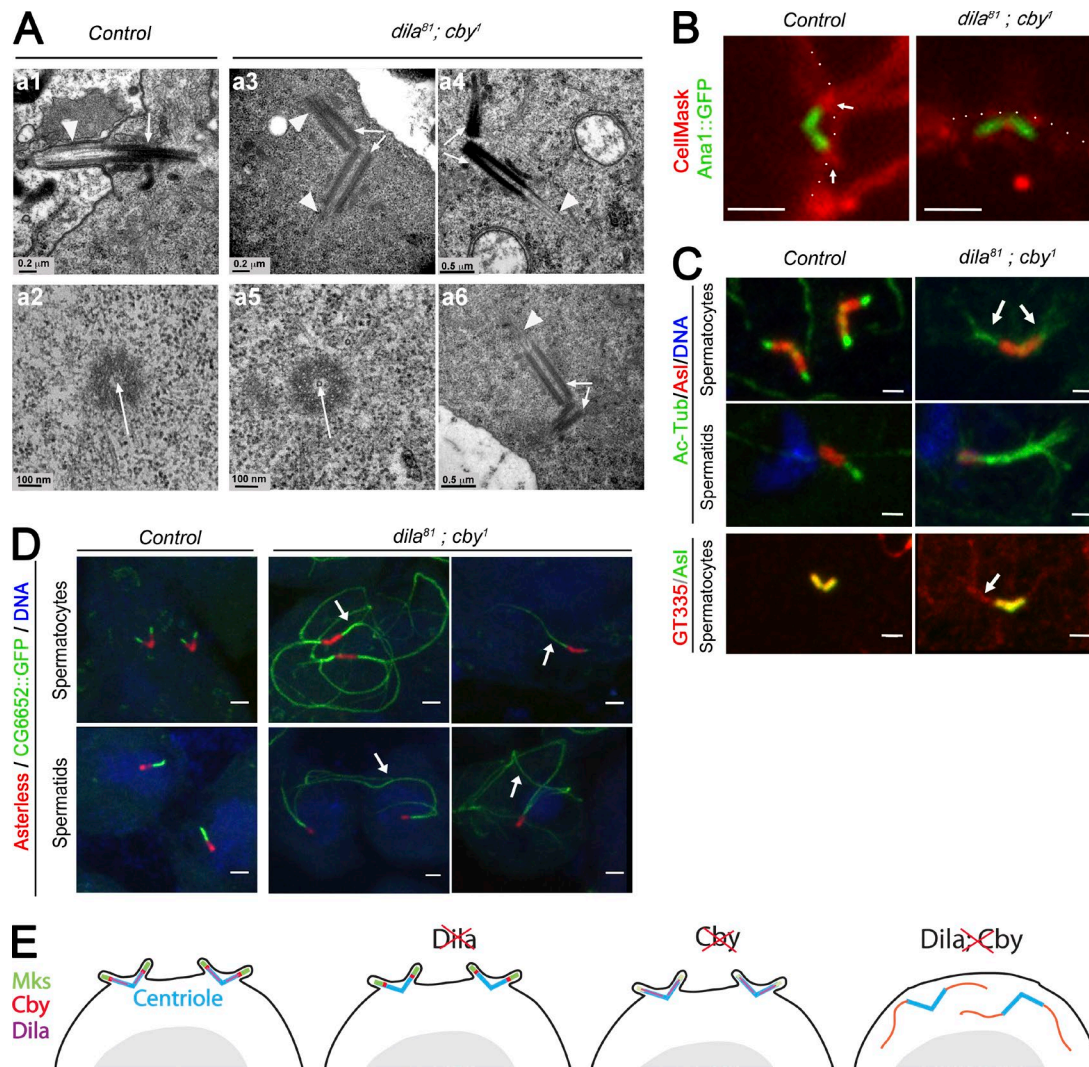 A
Control
dila81; cby1
a1
0.2 μm
a3
0.2 μm
a4
0.5 μm
a2
100 nm
a5
100 nm
a6
0.5 μm
B
Control
dila81; cby1
CellMask
Ana1::GFP
C
Control
dila81 ; cby1
Ac-Tub/Asl/DNA
Spermatocytes
Spermatids
GT335/Asl
Spermatocytes
D
Control
dila81 ; cby1
Asterless / CG6652::GFP / DNA
Spermatocytes
Spermatids
E
Mks
Cby
Dila
Centriole
Dila
Cby
Dila; Cby